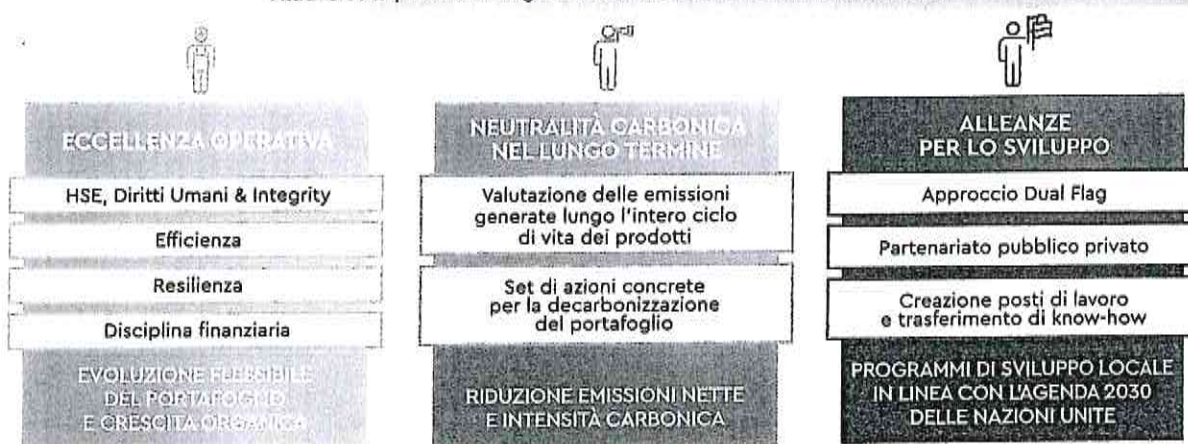 ECCELLENZA OPERATIVA
HSE, Diritti Umani & Integrity
Efficienza
Resilienza
Disciplina finanziaria
EVOLUZIONE FLESSIBILE
DEL PORTAFOGLIO
E CRESCITA ORGANICA
NEUTRALITÀ CARBONICA
NEL LUNGO TERMINE
Valutazione delle emissioni
generate lungo l'intero ciclo
di vita dei prodotti
Set di azioni concrete
per la decarbonizzazione
del portafoglio
RIDUZIONE EMISSIONI NETTE
E INTENSITÀ CARBONICA
ALLEANZE
PER LO SVILUPPO
Approccio Dual Flag
Partenariato pubblico privato
Creazione posti di lavoro
e trasferimento di know-how
PROGRAMMI DI SVILUPPO LOCALE
IN LINEA CON L'AGENDA 2030
DELLE NAZIONI UNITE